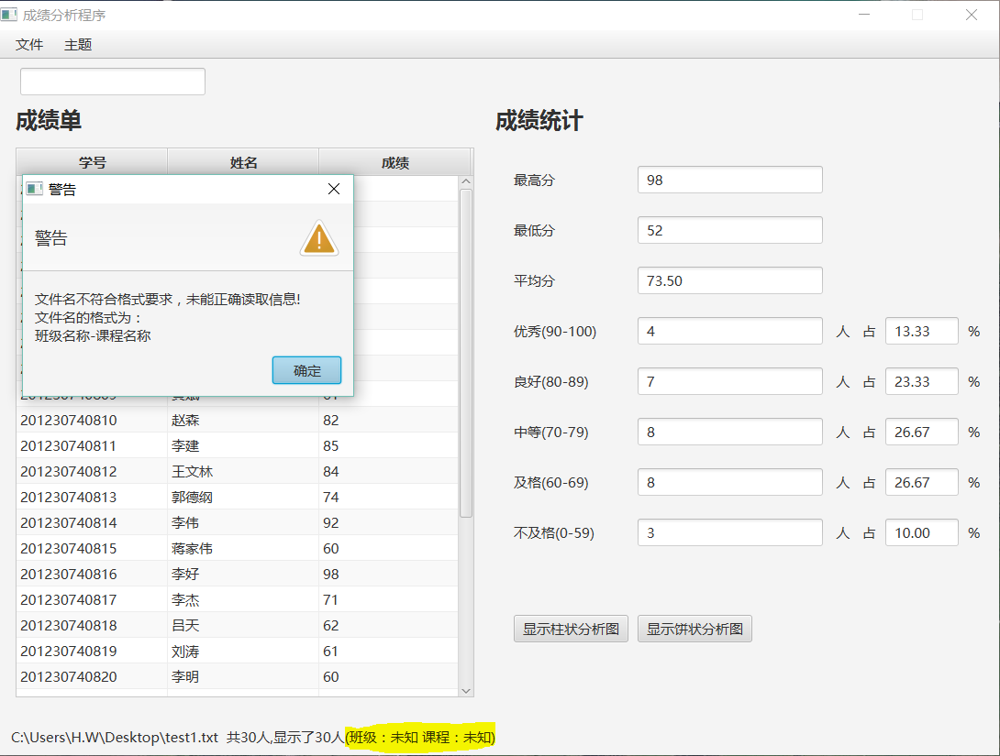 成绩分析程序
文件 主题
成绩单
学号 姓名 成绩
警告
警告
文件名不符合格式要求，未能正确读取信息!
文件名的格式为：
班级名称-课程名称
确定
201230740810 赵森 82
201230740811 李建 85
201230740812 王文林 84
201230740813 郭德纲 74
201230740814 李伟 92
201230740815 蒋家伟 60
201230740816 李好 98
201230740817 李杰 71
201230740818 吕天 62
201230740819 刘涛 61
201230740820 李明 60
成绩统计
最高分 98
最低分 52
平均分 73.50
优秀(90-100) 4 人 占 13.33 %
良好(80-89) 7 人 占 23.33 %
中等(70-79) 8 人 占 26.67 %
及格(60-69) 8 人 占 26.67 %
不及格(0-59) 3 人 占 10.00 %
显示柱状分析图 显示饼状分析图
C:\Users\H.W\Desktop\test1.txt 共30人,显示了30人(班级：未知 课程：未知)